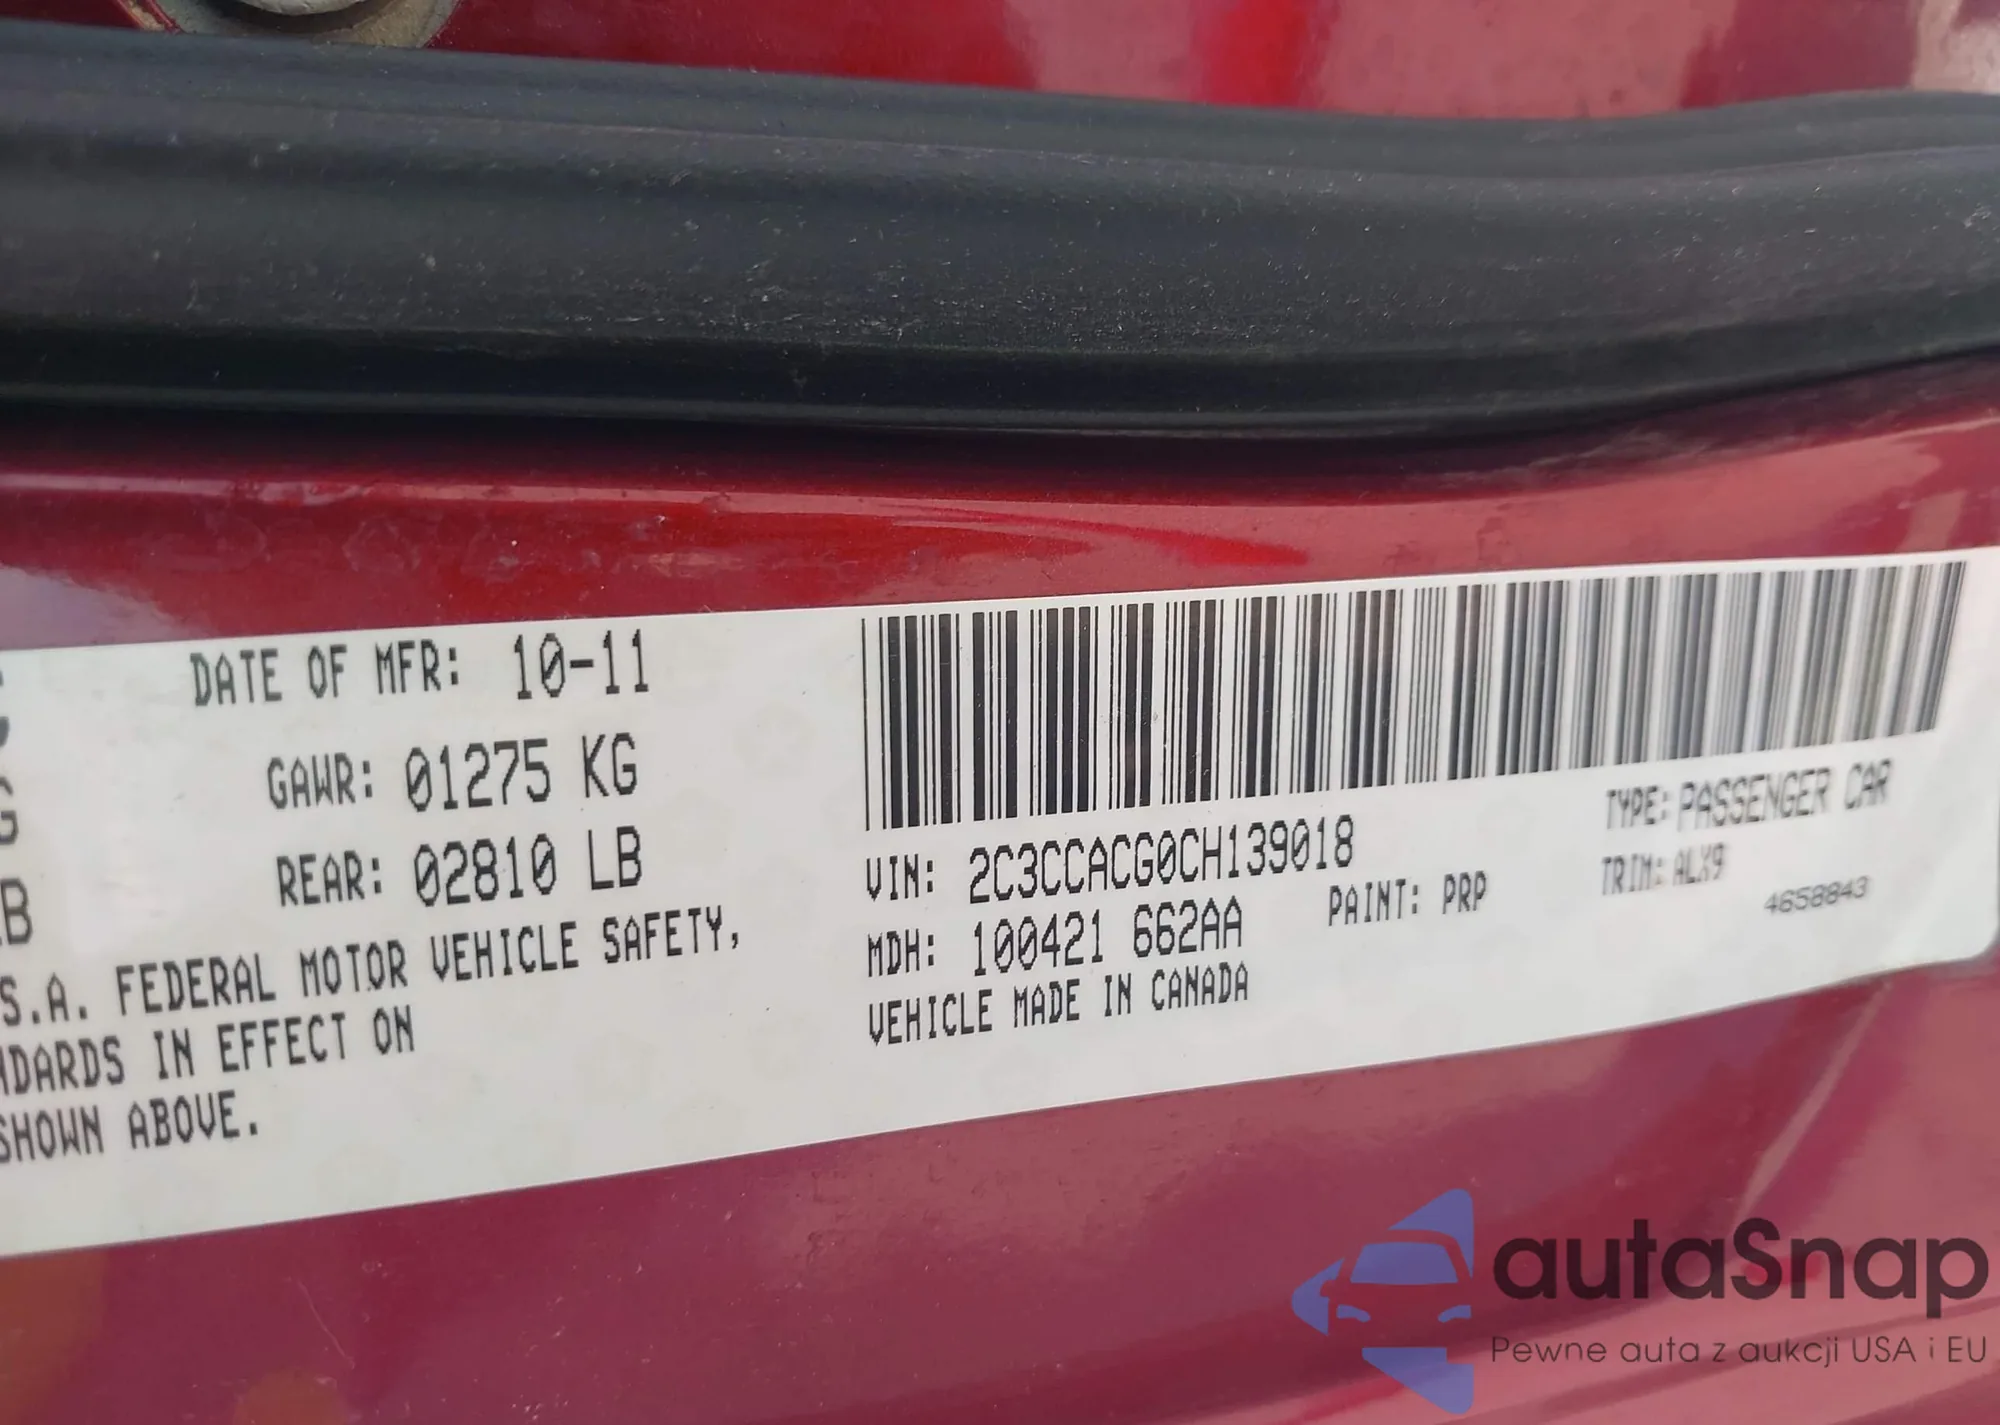 DATE OF MFR: 10-11
GAWR: 01275 KG
REAR: 02810 LB
G
B
S.A. FEDERAL MOTOR VEHICLE SAFETY,
NDARDS IN EFFECT ON
SHOWN ABOVE.
VIN: 2C3CCACG0CH139018
TYPE: PASSENGER CAR
MDH: 100421 662AA
PAINT: PRP
TRIM: ALX9
4658843
VEHICLE MADE IN CANADA
autaSnap
Pewne auta z aukcji USA i EU